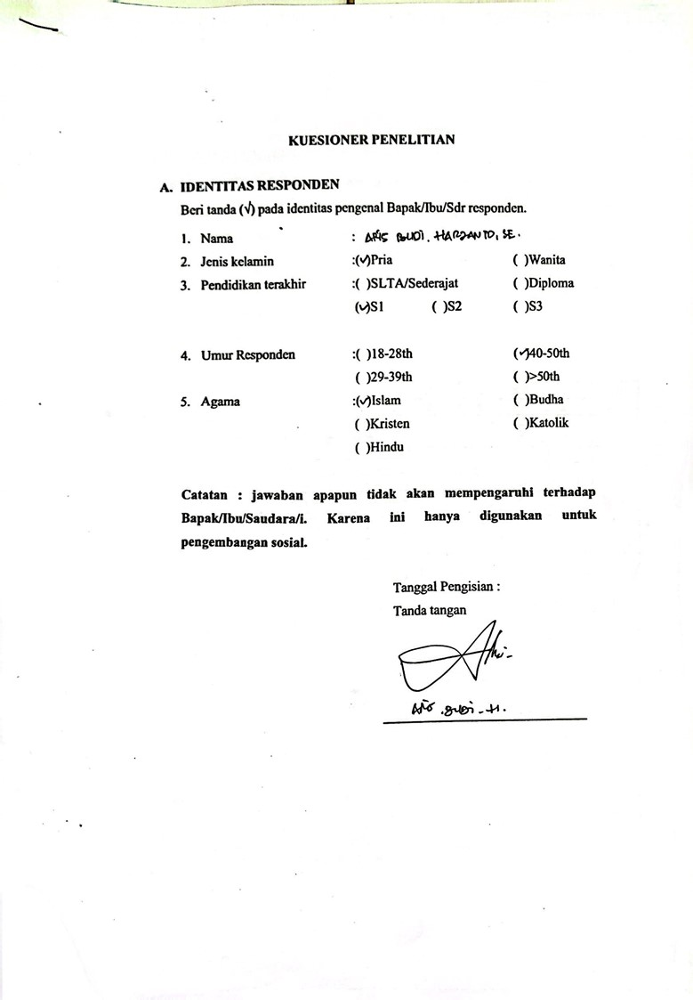 KUESIONER PENELITIAN
A. IDENTITAS RESPONDEN
Beri tanda (√) pada identitas pengenal Bapak/Ibu/Sdr responden.
1. Nama : ARIS BUDI. HARJANTO, SE.
2. Jenis kelamin :(✓)Pria ( )Wanita
3. Pendidikan terakhir :( )SLTA/Sederajat ( )Diploma
(✓)S1 ( )S2 ( )S3
4. Umur Responden :( )18-28th (✓)40-50th
( )29-39th ( )>50th
5. Agama :(✓)Islam ( )Budha
( )Kristen ( )Katolik
( )Hindu
Catatan : jawaban apapun tidak akan mempengaruhi terhadap
Bapak/Ibu/Saudara/i. Karena ini hanya digunakan untuk
pengembangan sosial.
Tanggal Pengisian :
Tanda tangan
Aris . Budi - H.